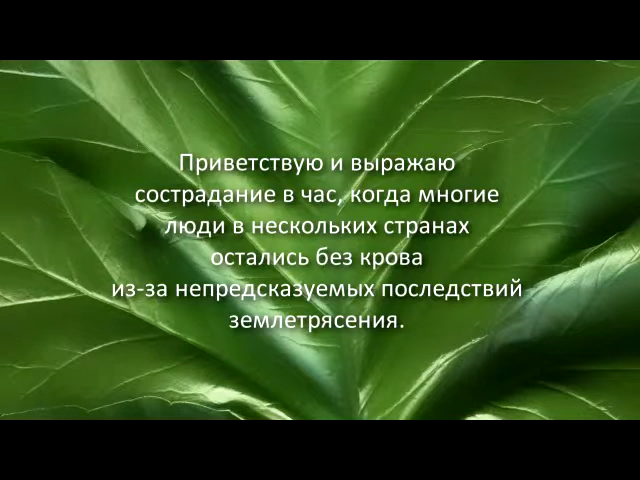 Приветствую и выражаю
сострадание в час, когда многие
люди в нескольких странах
остались без крова
из-за непредсказуемых последствий
землетрясения.